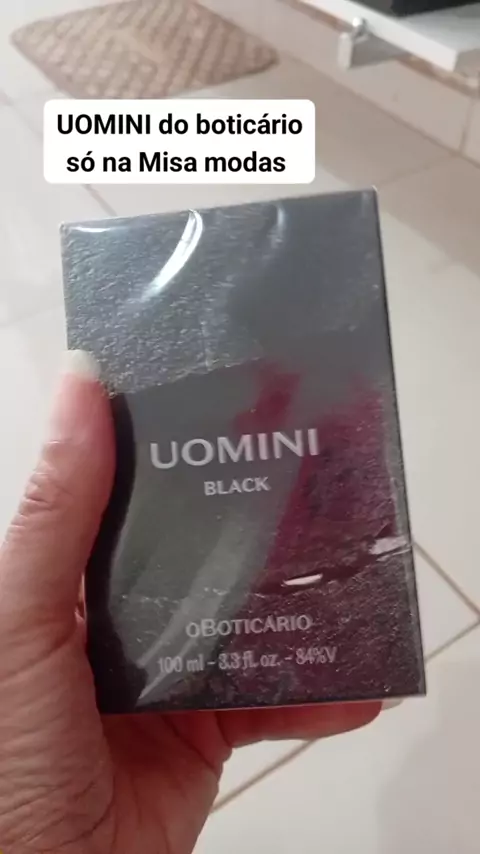 UOMINI do boticário
só na Misa modas
UOMINI
BLACK
oBOTICÁRIO
100 ml - 3.3 fl. oz. - 84%V